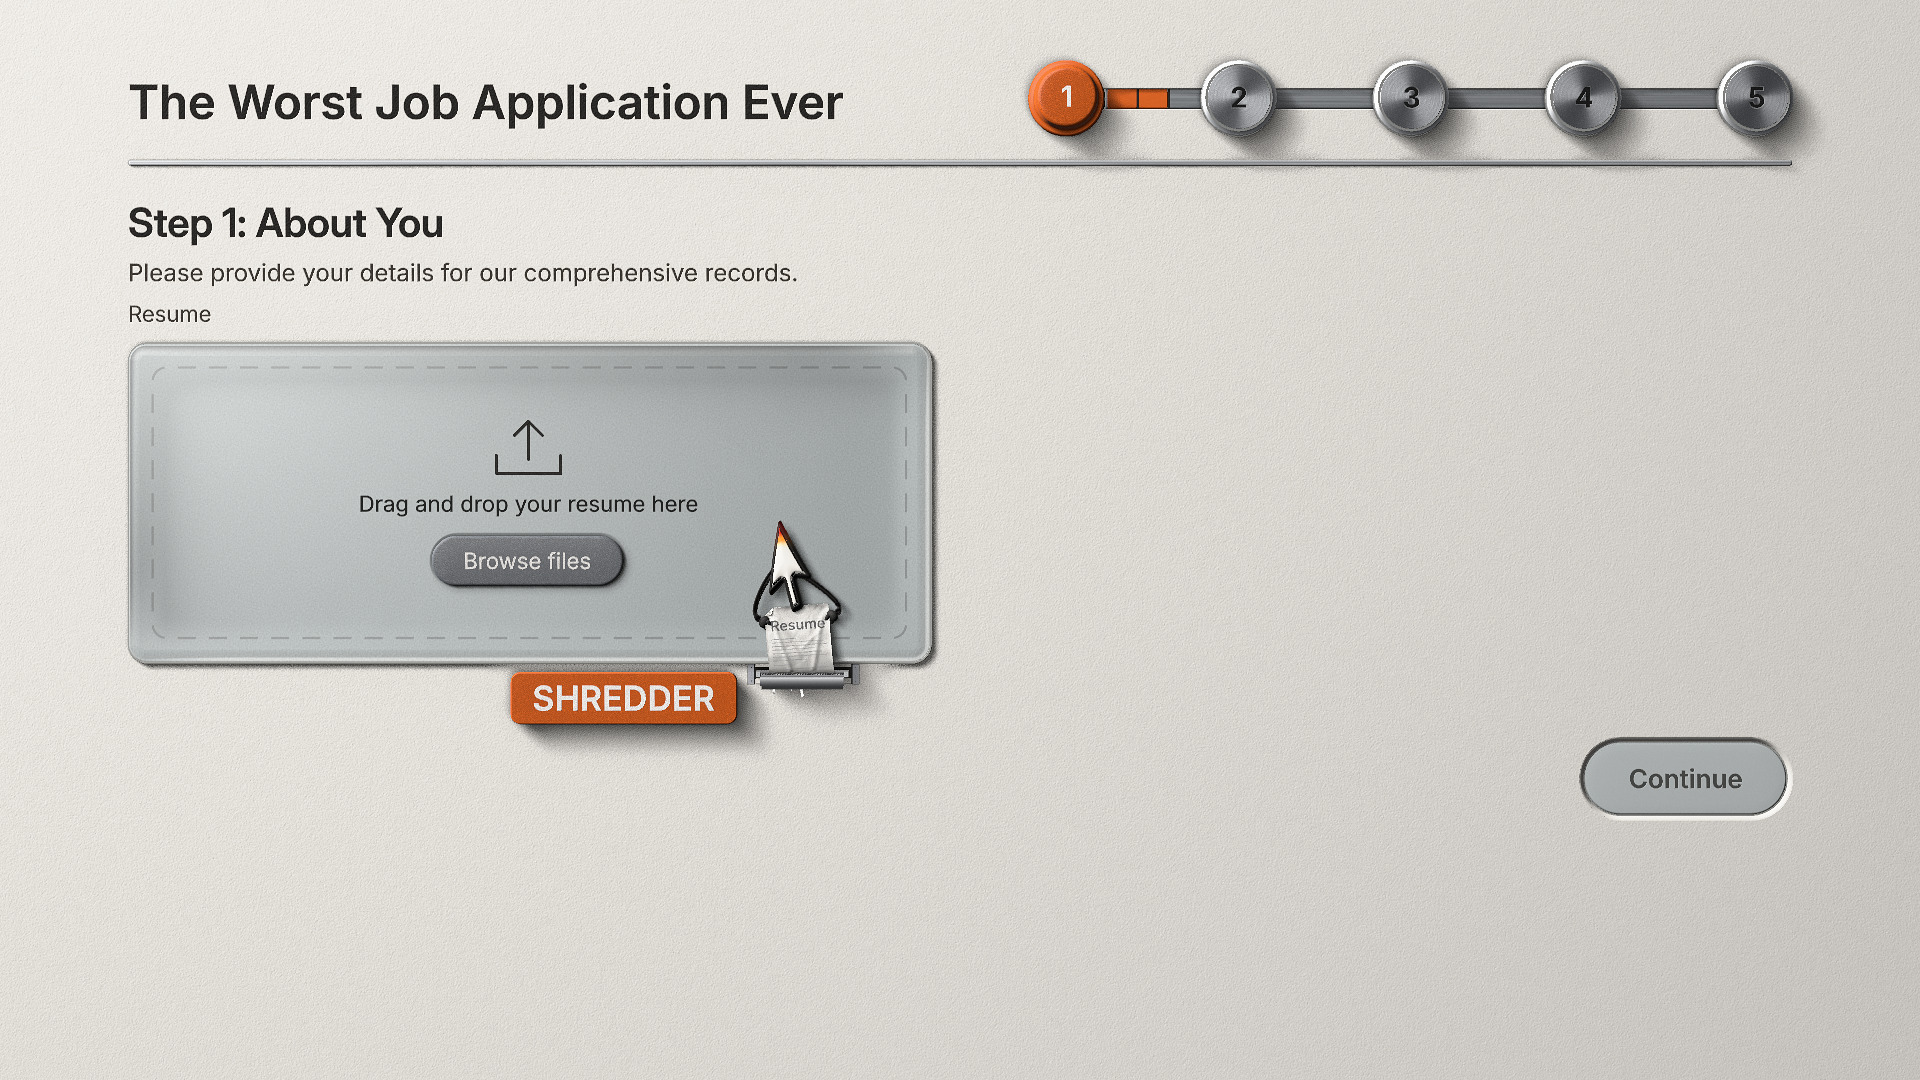 The Worst Job Application Ever
1 2 3 4 5
Step 1: About You
Please provide your details for our comprehensive records.
Resume
Drag and drop your resume here
Browse files
Resume
SHREDDER
Continue